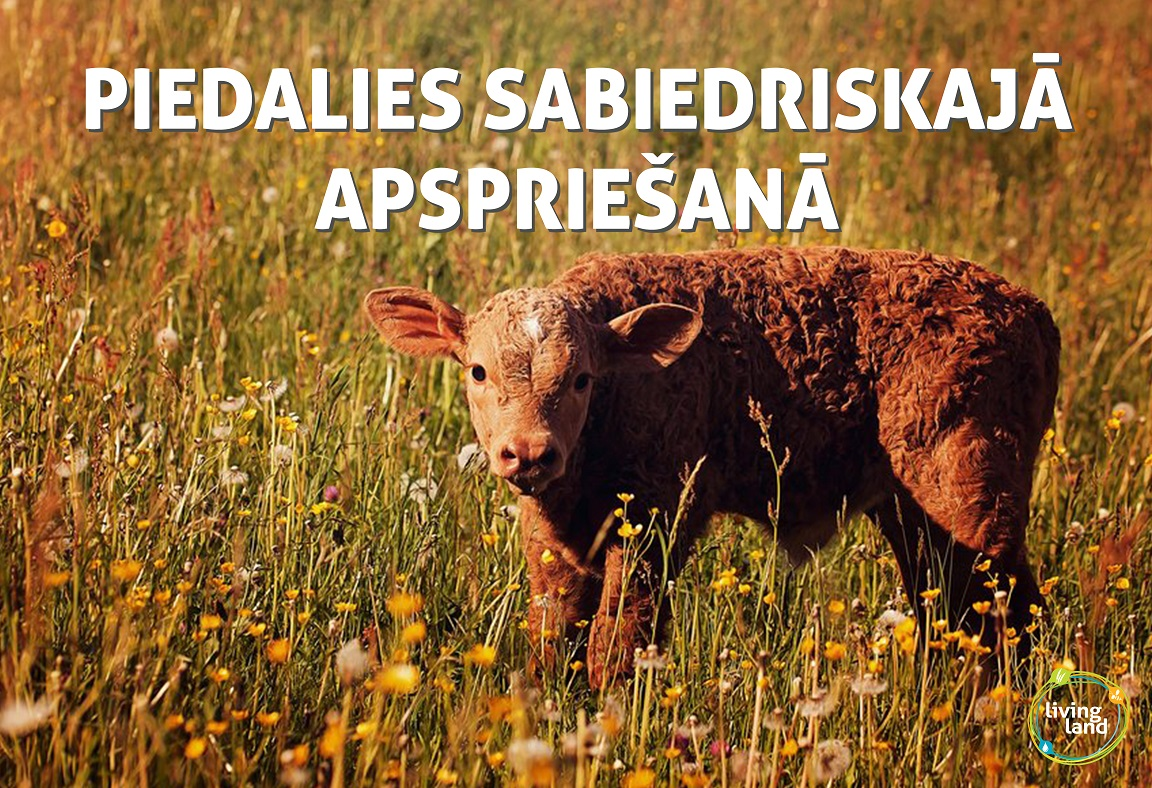 PIEDALIES SABIEDRISKAJĀ
APSPRIEŠANĀ
living
land